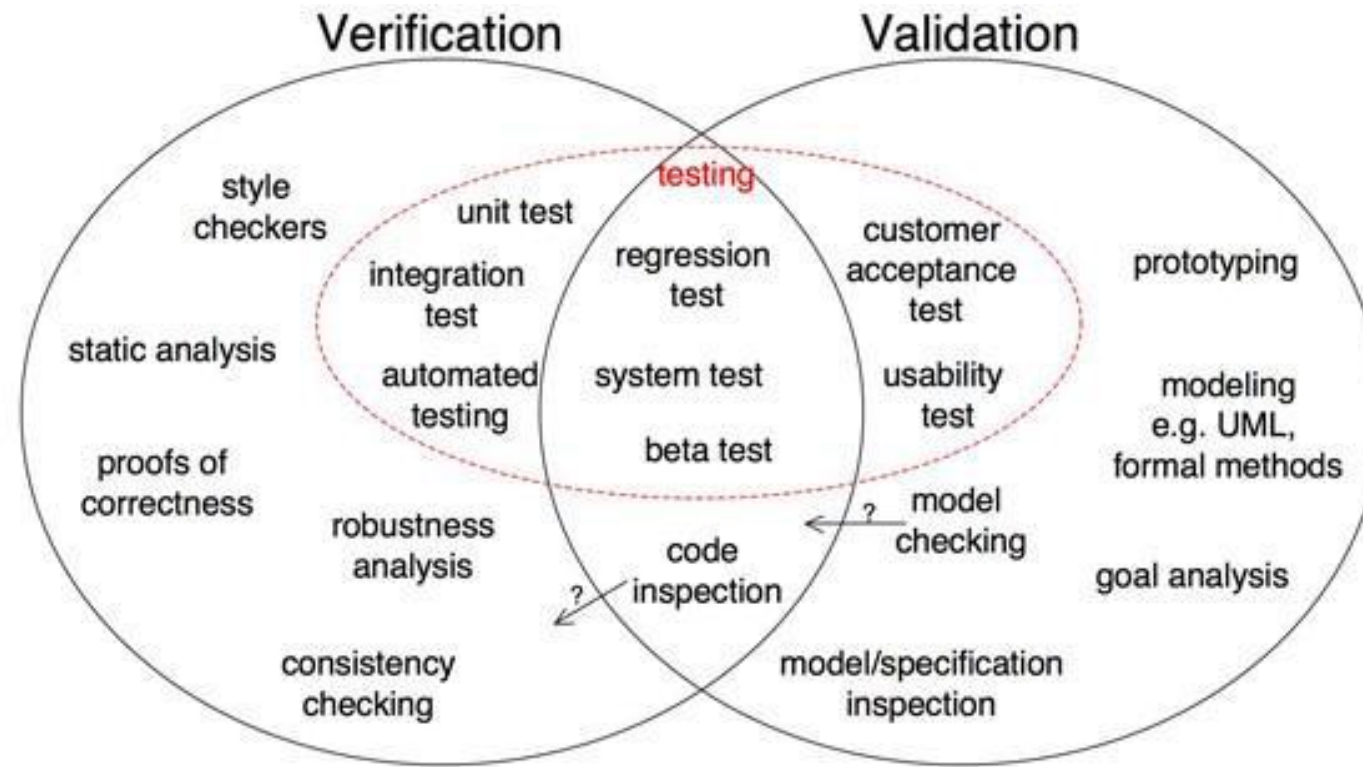 Verification
Validation
testing
style
checkers
unit test
integration
test
automated
testing
static analysis
proofs of
correctness
robustness
analysis
consistency
checking
regression
test
system test
beta test
code
inspection
?
customer
acceptance
test
usability
test
?
model
checking
model/specification
inspection
prototyping
modeling
e.g. UML,
formal methods
goal analysis